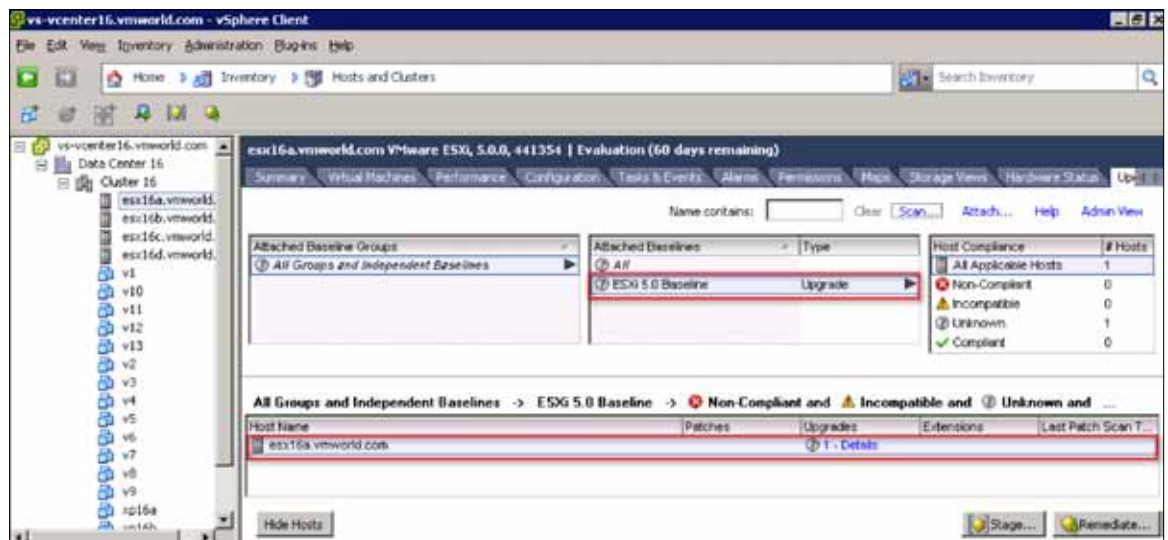 vs-vcenter16.vmworld.com - vSphere Client
File Edit View Inventory Administration Plug-ins Help
Home Inventory Hosts and Clusters
Search Inventory
vs-vcenter16.vmworld.com
Data Center 16
Cluster 16
esx16a.vmworld.
esx16b.vmworld.
esx16c.vmworld.
esx16d.vmworld.
v1
v10
v11
v12
v13
v2
v3
v4
v5
v6
v7
v8
v9
xp16a
xp16b
esx16a.vmworld.com VMware ESXi, 5.0.0, 441354 | Evaluation (60 days remaining)
Summary Virtual Machines Performance Configuration Tasks & Events Alarms Permissions Maps Storage Views Hardware Status Up
Name contains: Clear Scan... Attach... Help Admin View
Attached Baseline Groups
All Groups and Independent Baselines
Attached Baselines Type
All
ESXi 5.0 Baseline Upgrade
Host Compliance # Hosts
All Applicable Hosts 1
Non-Compliant 0
Incompatible 0
Unknown 1
Compliant 0
All Groups and Independent Baselines -> ESXi 5.0 Baseline -> Non-Compliant and Incompatible and Unknown and ...
Host Name Patches Upgrades Extensions Last Patch Scan T...
esx16a.vmworld.com 1 - Details
Hide Hosts Stage... Remediate...